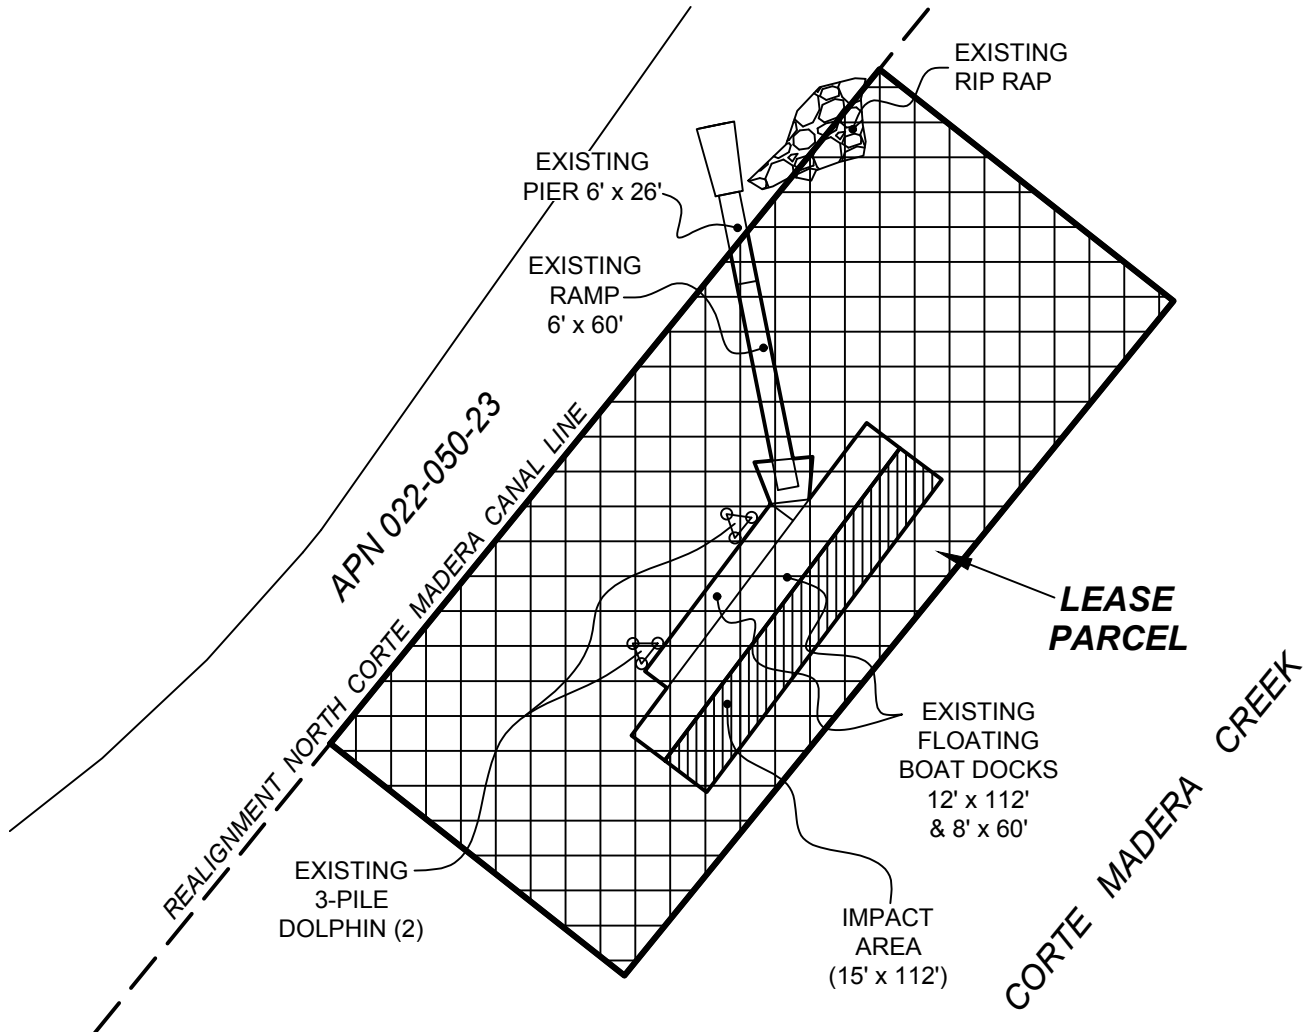 EXISTING
RIP RAP
EXISTING
PIER 6' x 26'
EXISTING
RAMP
6' x 60'
APN 022-050-23
REALIGNMENT NORTH CORTE MADERA CANAL LINE
LEASE
PARCEL
EXISTING
FLOATING
BOAT DOCKS
12' x 112'
& 8' x 60'
CORTE MADERA CREEK
EXISTING
3-PILE
DOLPHIN (2)
IMPACT
AREA
(15' x 112')